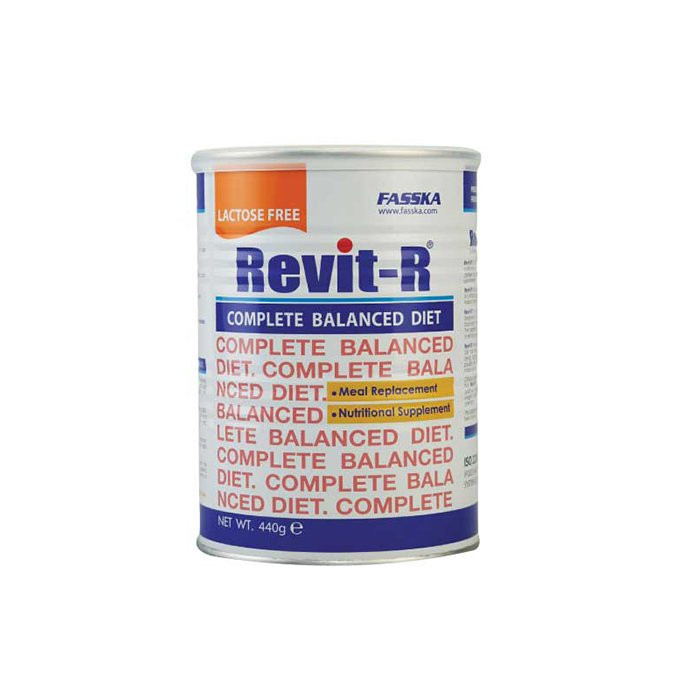 LACTOSE FREE
FASSKA
www.fasska.com
Revit-R®
COMPLETE BALANCED DIET
COMPLETE BALANCED
DIET. COMPLETE BALA
NCED DIET.
• Meal Replacement
BALANCED
• Nutritional Supplement
LETE BALANCED DIET.
COMPLETE BALANCED
DIET. COMPLETE BALA
NCED DIET. COMPLETE
NET WT. 440g ℮